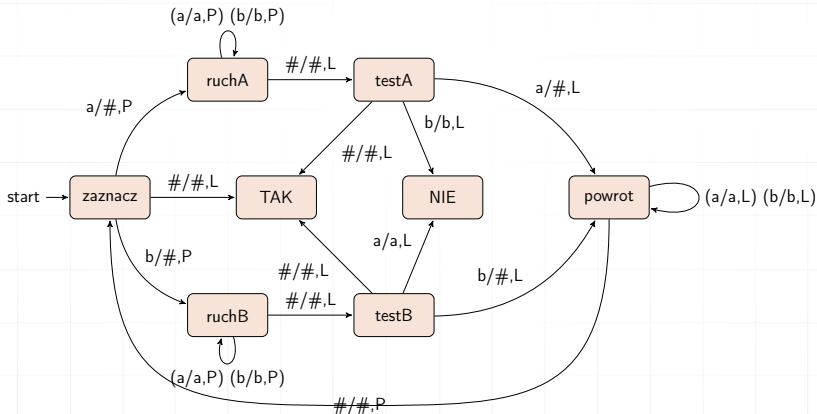 (a/a,P) (b/b,P)
ruchA
#/#,L
testA
a/#,L
a/#,P
b/b,L
#/#,L
start
zaznacz
#/#,L
TAK
NIE
powrot
(a/a,L) (b/b,L)
b/#,P
a/a,L
#/#,L
b/#,L
#/#,L
ruchB
testB
(a/a,P) (b/b,P)
#/#,P